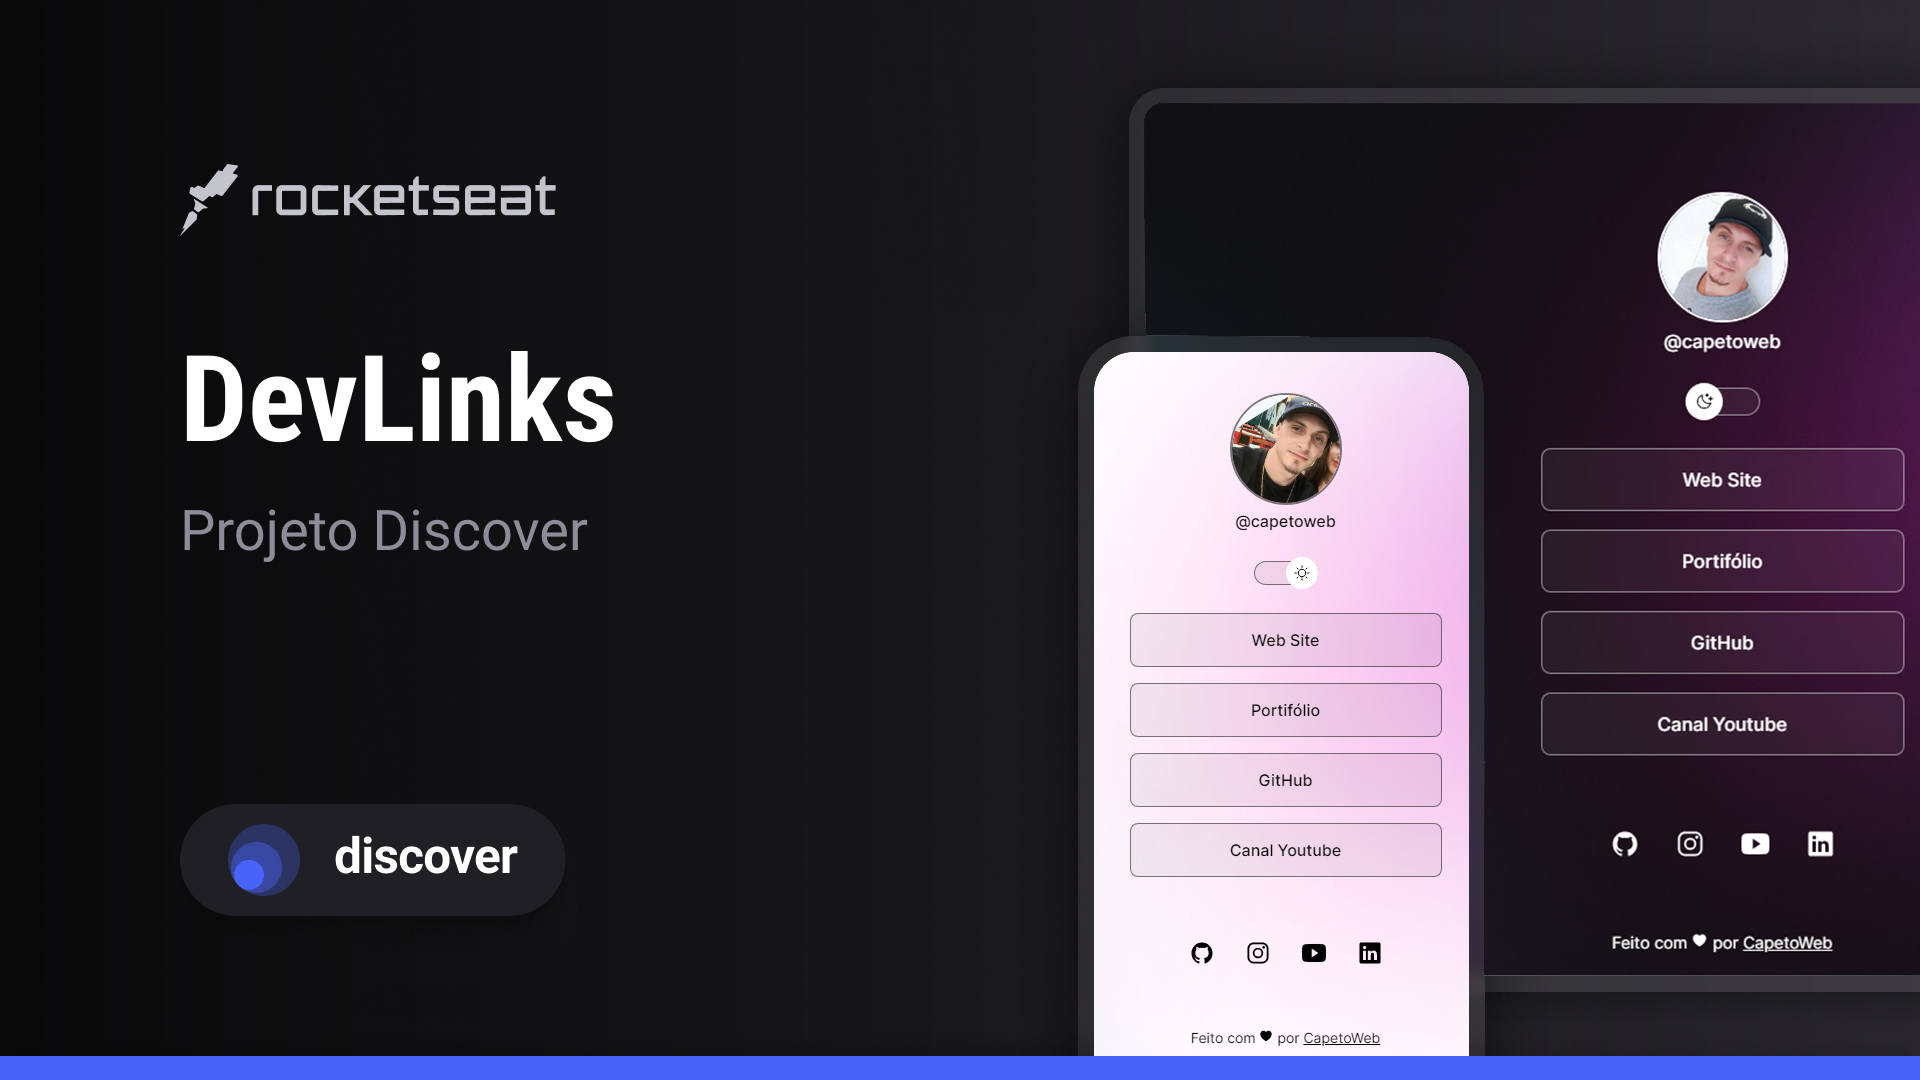 rocketseat
DevLinks
Projeto Discover
discover
@capetoweb
Web Site
Portifólio
GitHub
Canal Youtube
Feito com ♥ por CapetoWeb
@capetoweb
Web Site
Portifólio
GitHub
Canal Youtube
Feito com ♥ por CapetoWeb